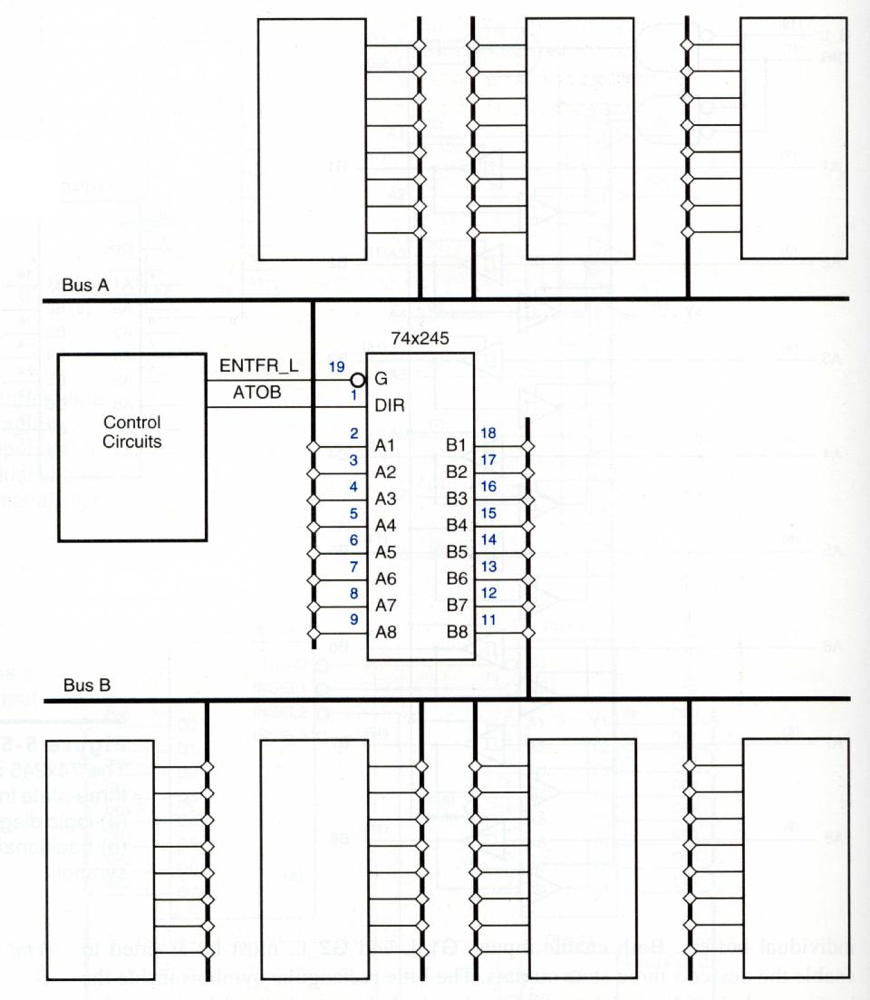 Bus A
74x245
ENTFR_L 19 G
ATOB 1 DIR
Control
Circuits
2 A1 B1 18
3 A2 B2 17
4 A3 B3 16
5 A4 B4 15
6 A5 B5 14
7 A6 B6 13
8 A7 B7 12
9 A8 B8 11
Bus B